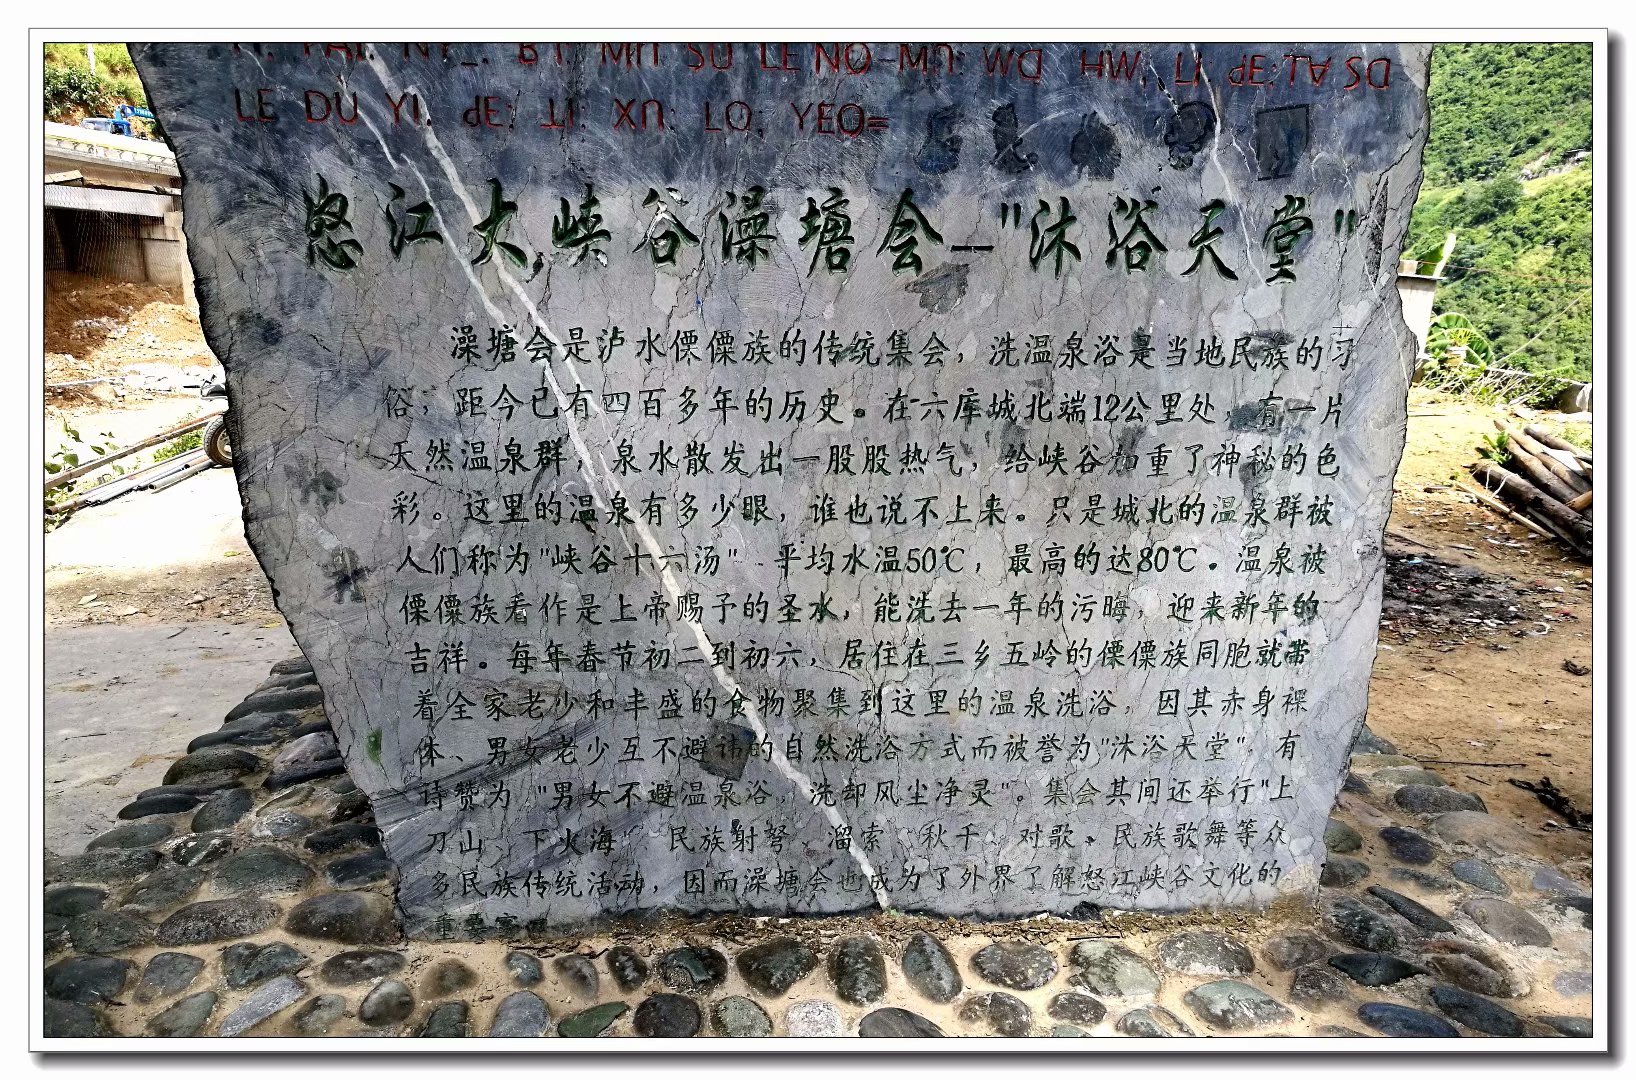 LE DU YI. ꓒE; ꓕI: XU: LO. YEO=
怒江大峡谷澡塘会—"沐浴天堂"
澡塘会是泸水傈僳族的传统集会，洗温泉浴是当地民族的习
俗，距今已有四百多年的历史。在六库城北端12公里处，有一片
天然温泉群，泉水散发出一股股热气，给峡谷加重了神秘的色
彩。这里的温泉有多少眼，谁也说不上来。只是城北的温泉群被
人们称为"峡谷十六汤"平均水温50℃，最高的达80℃。温泉被
傈僳族看作是上帝赐予的圣水，能洗去一年的污晦，迎来新年的
吉祥。每年春节初二到初六，居住在三乡五岭的傈僳族同胞就带
着全家老少和丰盛的食物聚集到这里的温泉洗浴，因其赤身裸
体、男女老少互不避讳的自然洗浴方式而被誉为"沐浴天堂"，有
诗赞为"男女不避温泉浴，洗却风尘净灵"。集会其间还举行"上
刀山、下火海"、民族射弩、溜索、秋千、对歌、民族歌舞等众
多民族传统活动，因而澡塘会也成为了外界了解怒江峡谷文化的
重要窗口